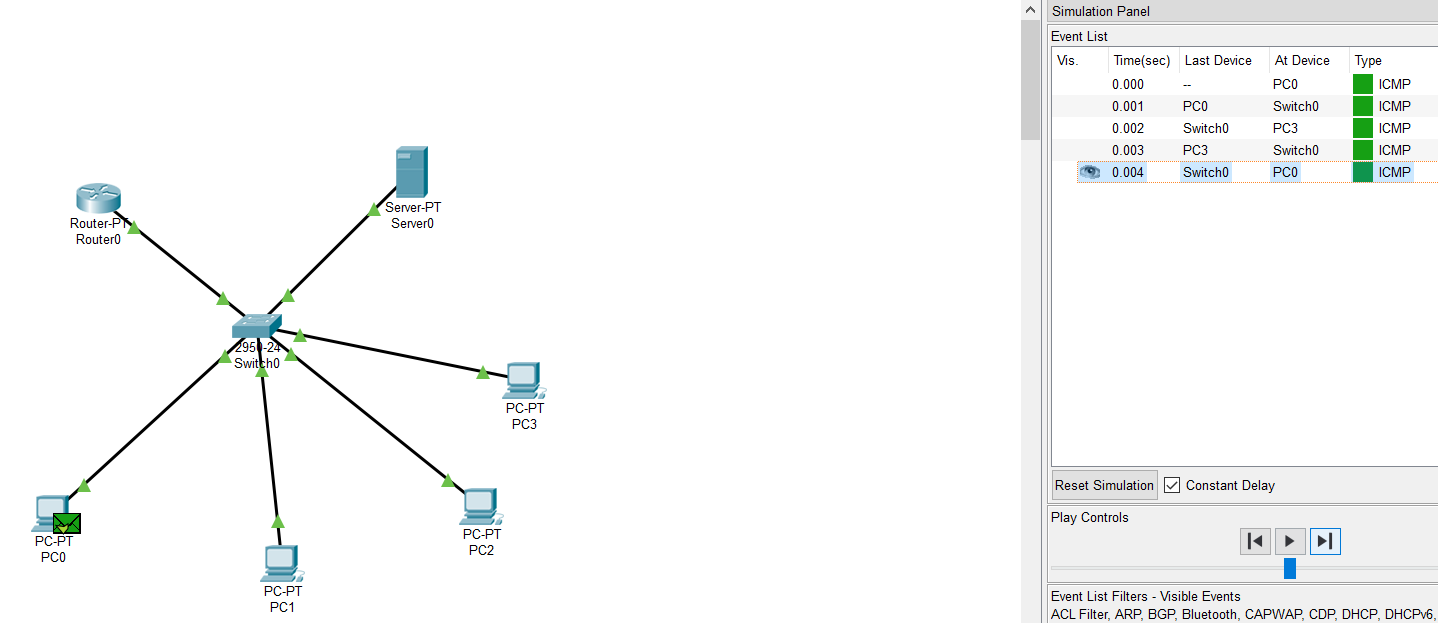 Router-PT
Router0
Server-PT
Server0
2950-24
Switch0
PC-PT
PC3
PC-PT
PC2
PC-PT
PC0
PC-PT
PC1
Simulation Panel
Event List
Vis. Time(sec) Last Device At Device Type
0.000 -- PC0 ICMP
0.001 PC0 Switch0 ICMP
0.002 Switch0 PC3 ICMP
0.003 PC3 Switch0 ICMP
0.004 Switch0 PC0 ICMP
Reset Simulation Constant Delay
Play Controls
Event List Filters - Visible Events
ACL Filter, ARP, BGP, Bluetooth, CAPWAP, CDP, DHCP, DHCPv6,